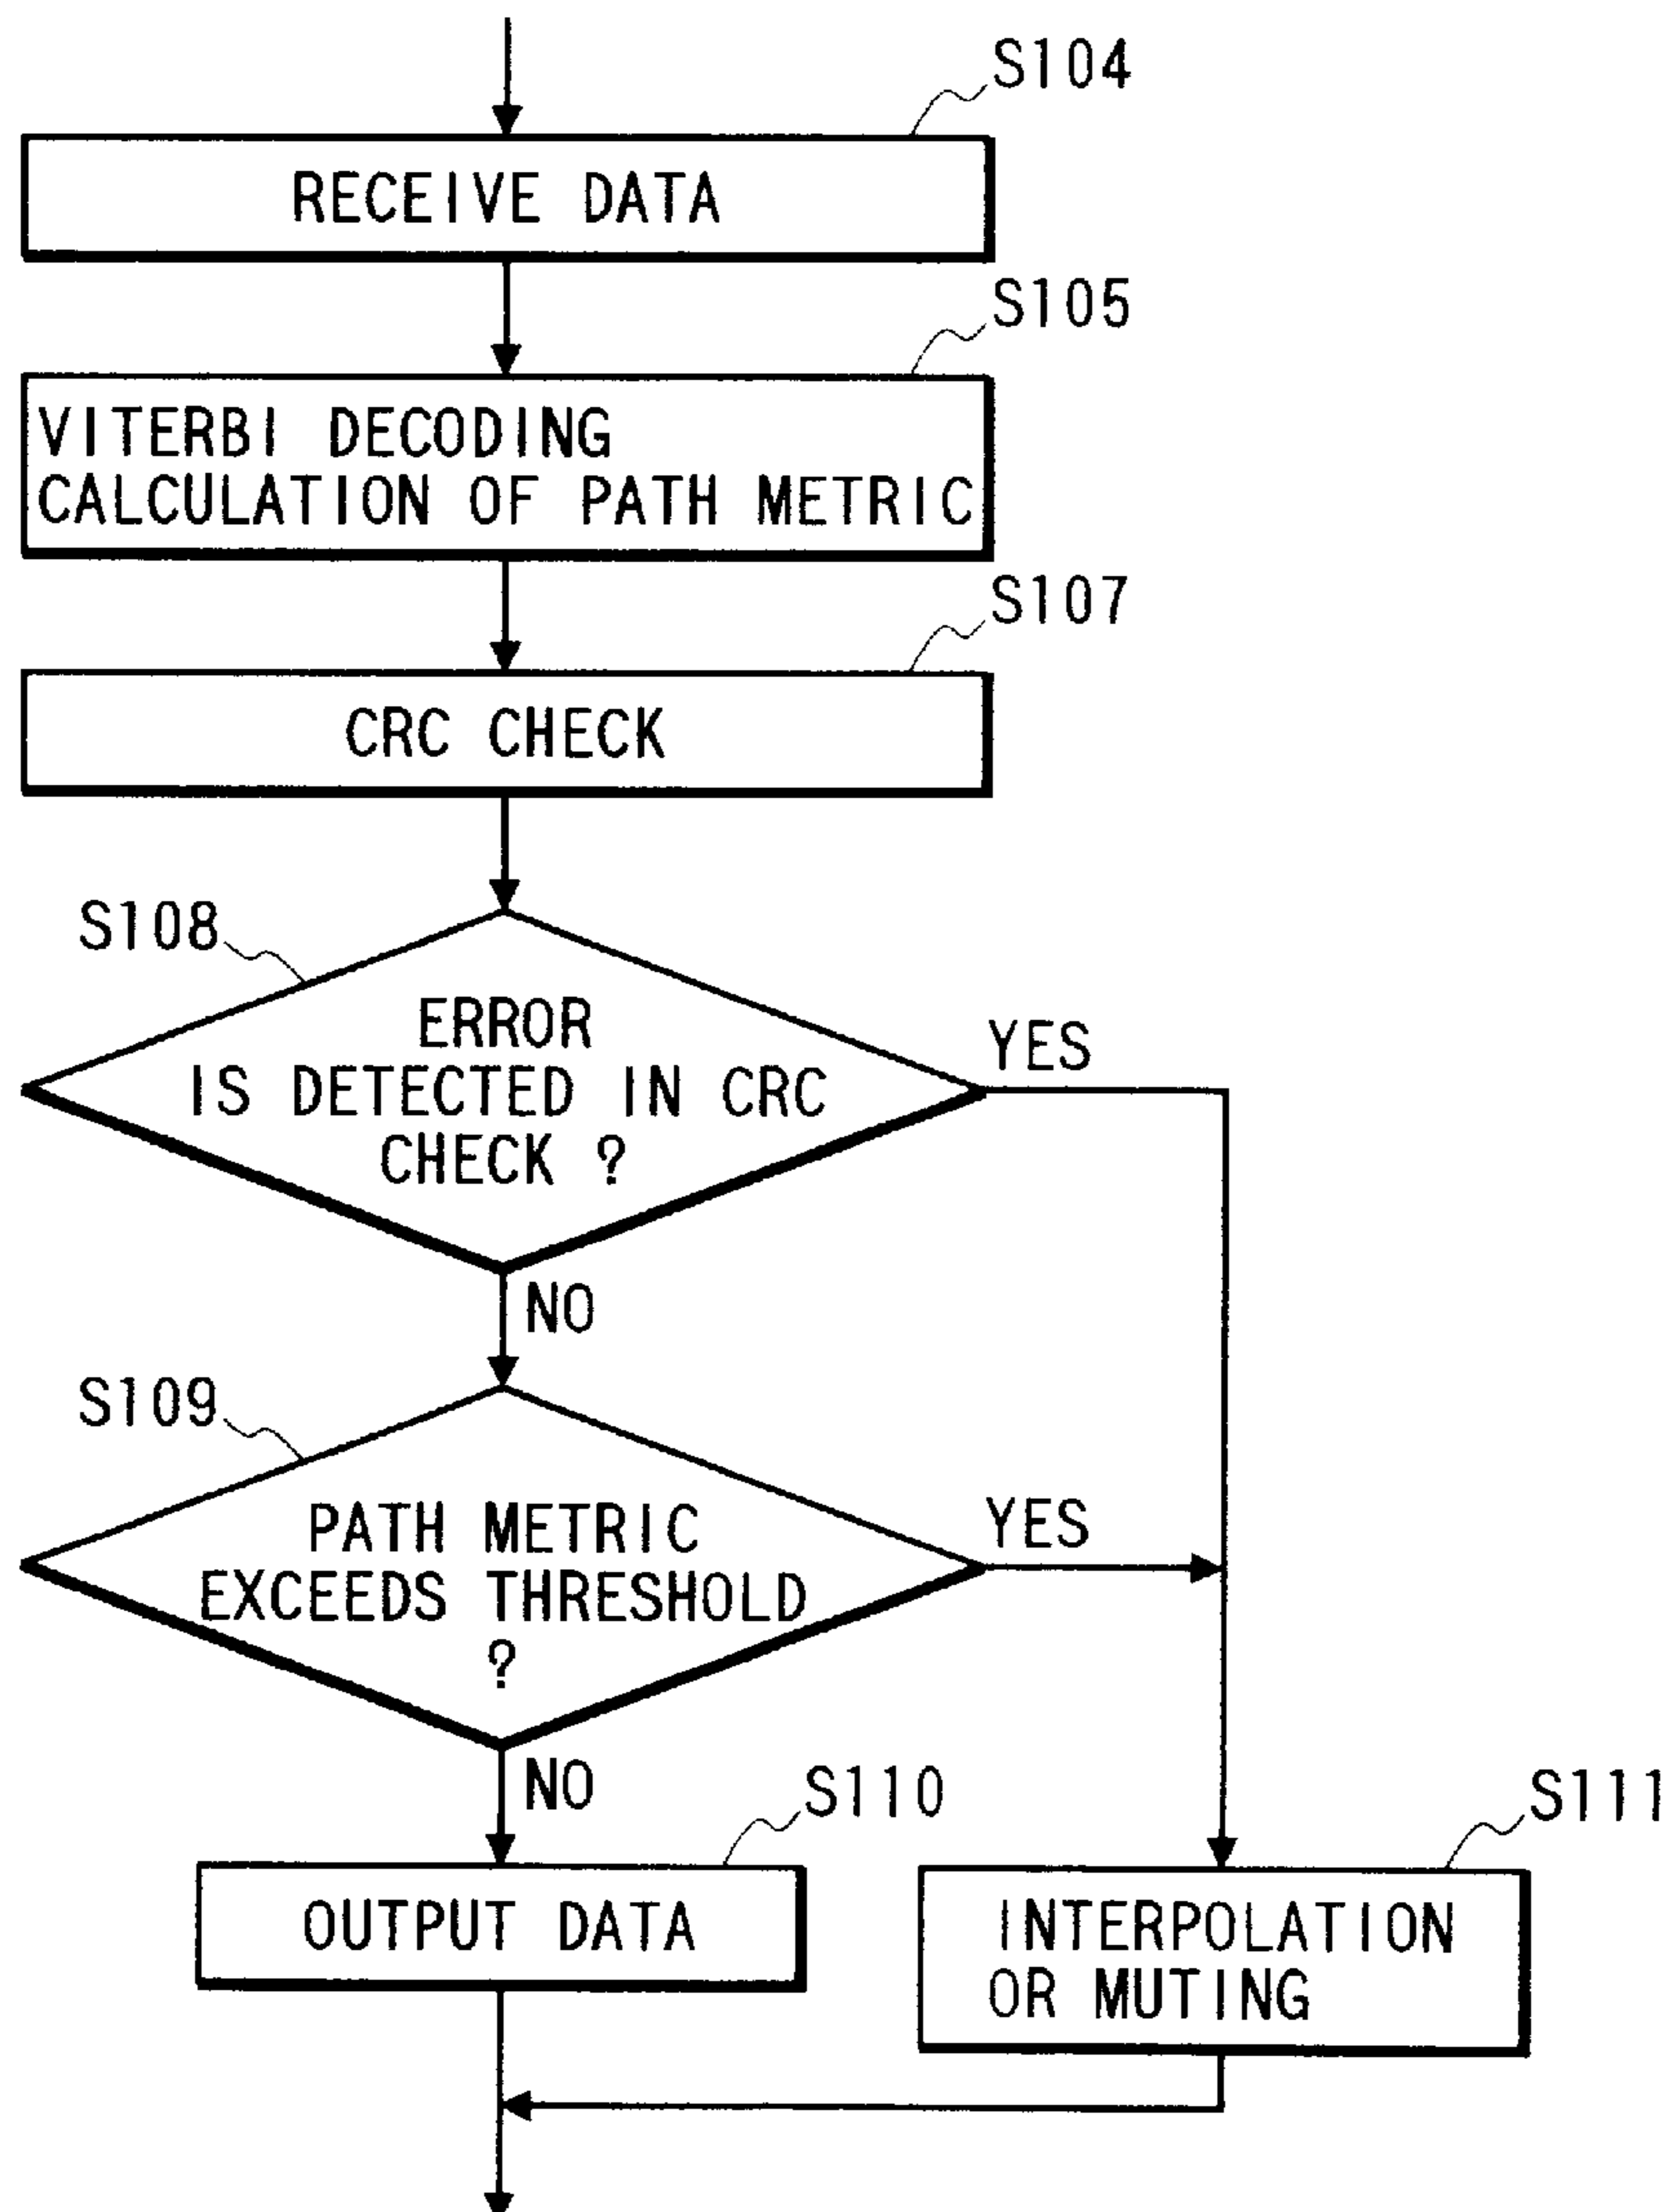 S104
RECEIVE DATA
S105
VITERBI DECODING
CALCULATION OF PATH METRIC
S107
CRC CHECK
S108
ERROR
IS DETECTED IN CRC
CHECK ?
YES
NO
S109
PATH METRIC
EXCEEDS THRESHOLD
?
YES
NO
S110
OUTPUT DATA
S111
INTERPOLATION
OR MUTING